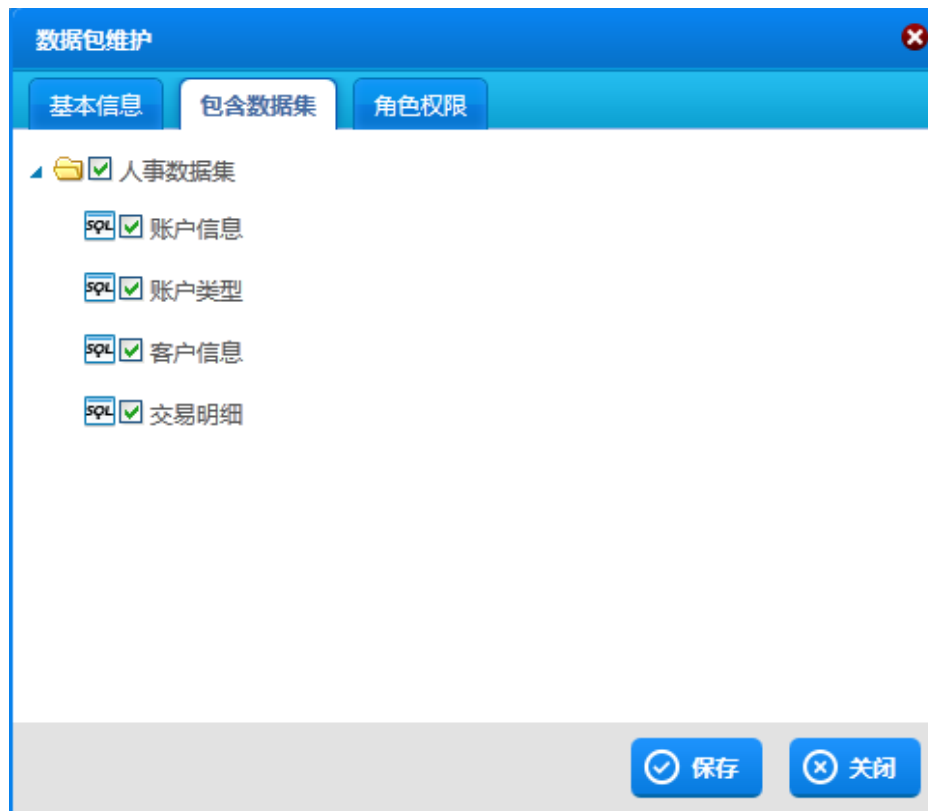 数据包维护
基本信息 包含数据集 角色权限
人事数据集
SQL 账户信息
SQL 账户类型
SQL 客户信息
SQL 交易明细
保存 关闭